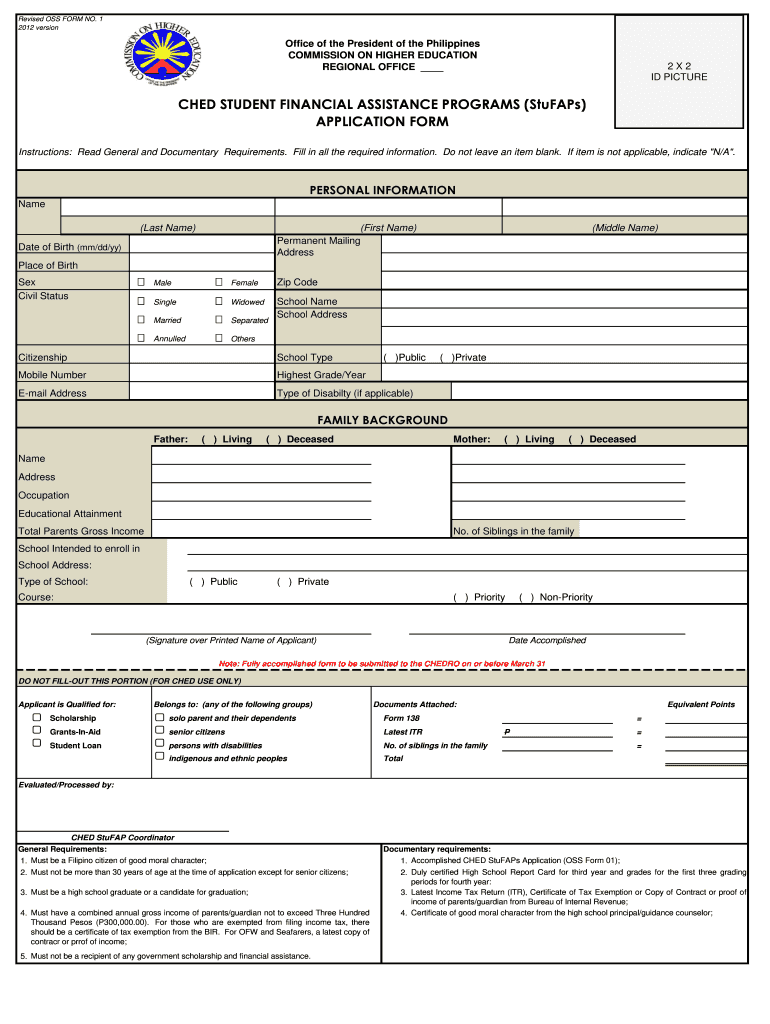 Revised OSS FORM NO. 1
2012 version
COMMISSION ON HIGHER EDUCATION
OFFICE OF THE PRESIDENT OF THE PHILIPPINES
Office of the President of the Philippines
COMMISSION ON HIGHER EDUCATION
REGIONAL OFFICE ____
2 X 2
ID PICTURE
CHED STUDENT FINANCIAL ASSISTANCE PROGRAMS (StuFAPs)
APPLICATION FORM
Instructions: Read General and Documentary Requirements. Fill in all the required information. Do not leave an item blank. If item is not applicable, indicate "N/A".
PERSONAL INFORMATION
Name
(Last Name) (First Name) (Middle Name)
Date of Birth (mm/dd/yy)
Permanent Mailing
Address
Place of Birth
Sex Male Female Zip Code
Civil Status Single Widowed School Name
Married Separated School Address
Annulled Others
Citizenship School Type ( )Public ( )Private
Mobile Number Highest Grade/Year
E-mail Address Type of Disabilty (if applicable)
FAMILY BACKGROUND
Father: ( ) Living ( ) Deceased Mother: ( ) Living ( ) Deceased
Name
Address
Occupation
Educational Attainment
Total Parents Gross Income No. of Siblings in the family
School Intended to enroll in
School Address:
Type of School: ( ) Public ( ) Private
Course: ( ) Priority ( ) Non-Priority
(Signature over Printed Name of Applicant) Date Accomplished
Note: Fully accomplished form to be submitted to the CHEDRO on or before March 31
DO NOT FILL-OUT THIS PORTION (FOR CHED USE ONLY)
Applicant is Qualified for: Belongs to: (any of the following groups) Documents Attached: Equivalent Points
Scholarship solo parent and their dependents Form 138 =
Grants-In-Aid senior citizens Latest ITR P =
Student Loan persons with disabilities No. of siblings in the family =
indigenous and ethnic peoples Total
Evaluated/Processed by:
CHED StuFAP Coordinator
General Requirements:
1. Must be a Filipino citizen of good moral character;
2. Must not be more than 30 years of age at the time of application except for senior citizens;
3. Must be a high school graduate or a candidate for graduation;
4. Must have a combined annual gross income of parents/guardian not to exceed Three Hundred
Thousand Pesos (P300,000.00). For those who are exempted from filing income tax, there
should be a certificate of tax exemption from the BIR. For OFW and Seafarers, a latest copy of
contract or prrof of income;
5. Must not be a recipient of any government scholarship and financial assistance.
Documentary requirements:
1. Accomplished CHED StuFAPs Application (OSS Form 01);
2. Duly certified High School Report Card for third year and grades for the first three grading
periods for fourth year:
3. Latest Income Tax Return (ITR), Certificate of Tax Exemption or Copy of Contract or proof of
income of parents/guardian from Bureau of Internal Revenue;
4. Certificate of good moral character from the high school principal/guidance counselor;